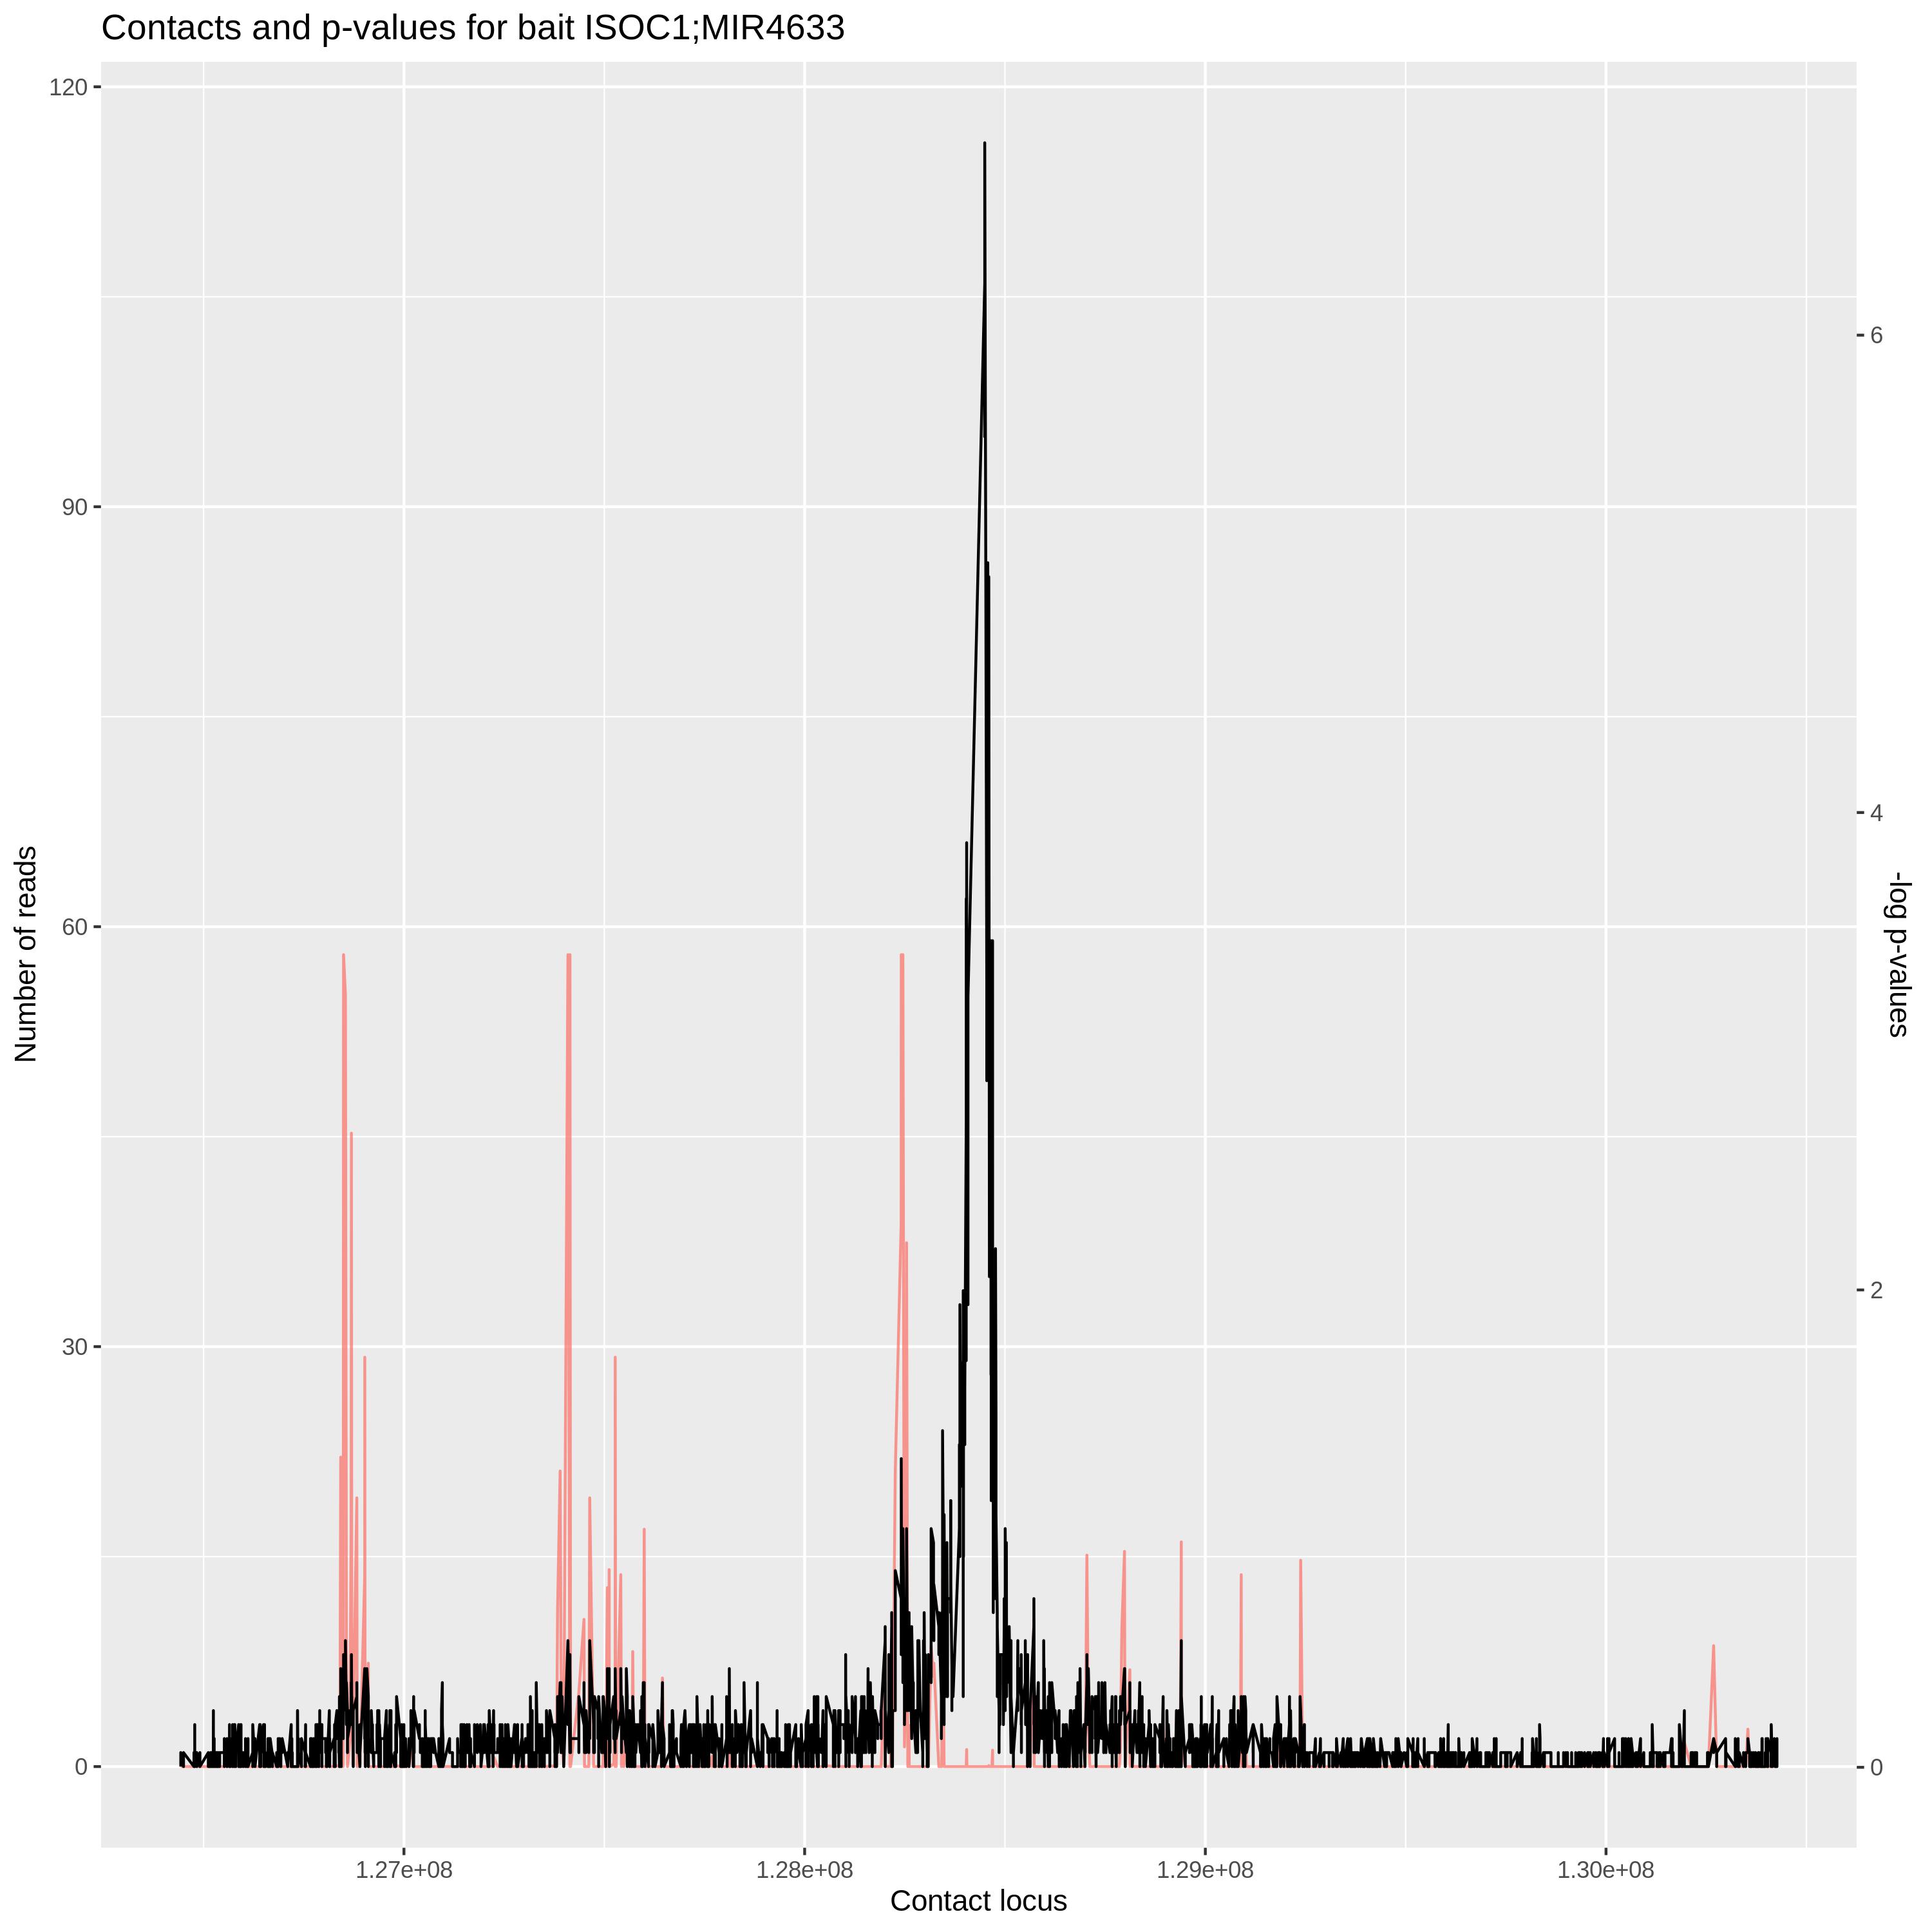 Contacts and p-values for bait ISOC1;MIR4633
120
90
60
30
0
Number of reads
6
4
2
0
-log p-values
1.27e+08
1.28e+08
1.29e+08
1.30e+08
Contact locus